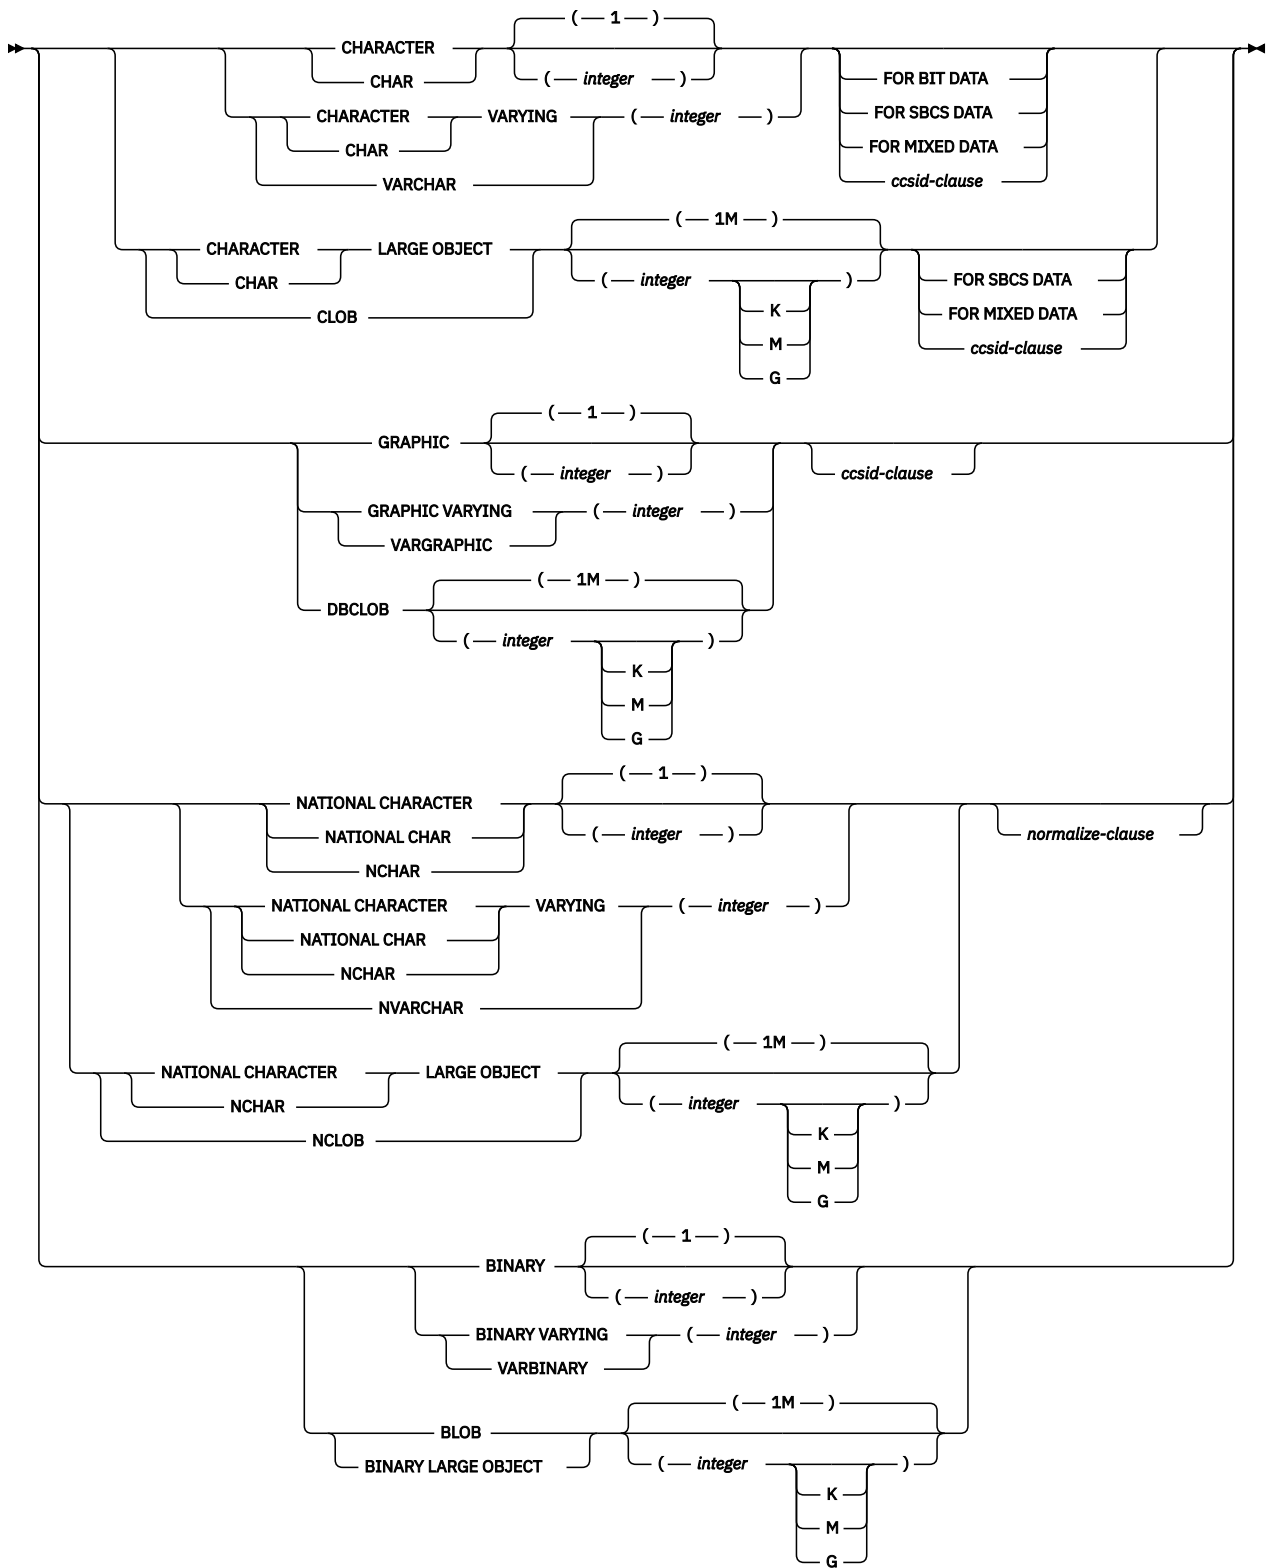 ( 1 )
CHARACTER
CHAR
( integer )
FOR BIT DATA
CHARACTER VARYING ( integer )
FOR SBCS DATA
CHAR
FOR MIXED DATA
VARCHAR
ccsid-clause
( 1M )
CHARACTER LARGE OBJECT
CHAR
( integer )
FOR SBCS DATA
K
CLOB
FOR MIXED DATA
M
ccsid-clause
G
( 1 )
GRAPHIC
( integer )
ccsid-clause
GRAPHIC VARYING ( integer )
VARGRAPHIC
( 1M )
DBCLOB
( integer )
K
M
G
( 1 )
NATIONAL CHARACTER
NATIONAL CHAR
( integer )
normalize-clause
NCHAR
NATIONAL CHARACTER VARYING ( integer )
NATIONAL CHAR
NCHAR
NVARCHAR
( 1M )
NATIONAL CHARACTER LARGE OBJECT
NCHAR
( integer )
K
NCLOB
M
G
( 1 )
BINARY
( integer )
BINARY VARYING ( integer )
VARBINARY
( 1M )
BLOB
BINARY LARGE OBJECT
( integer )
K
M
G